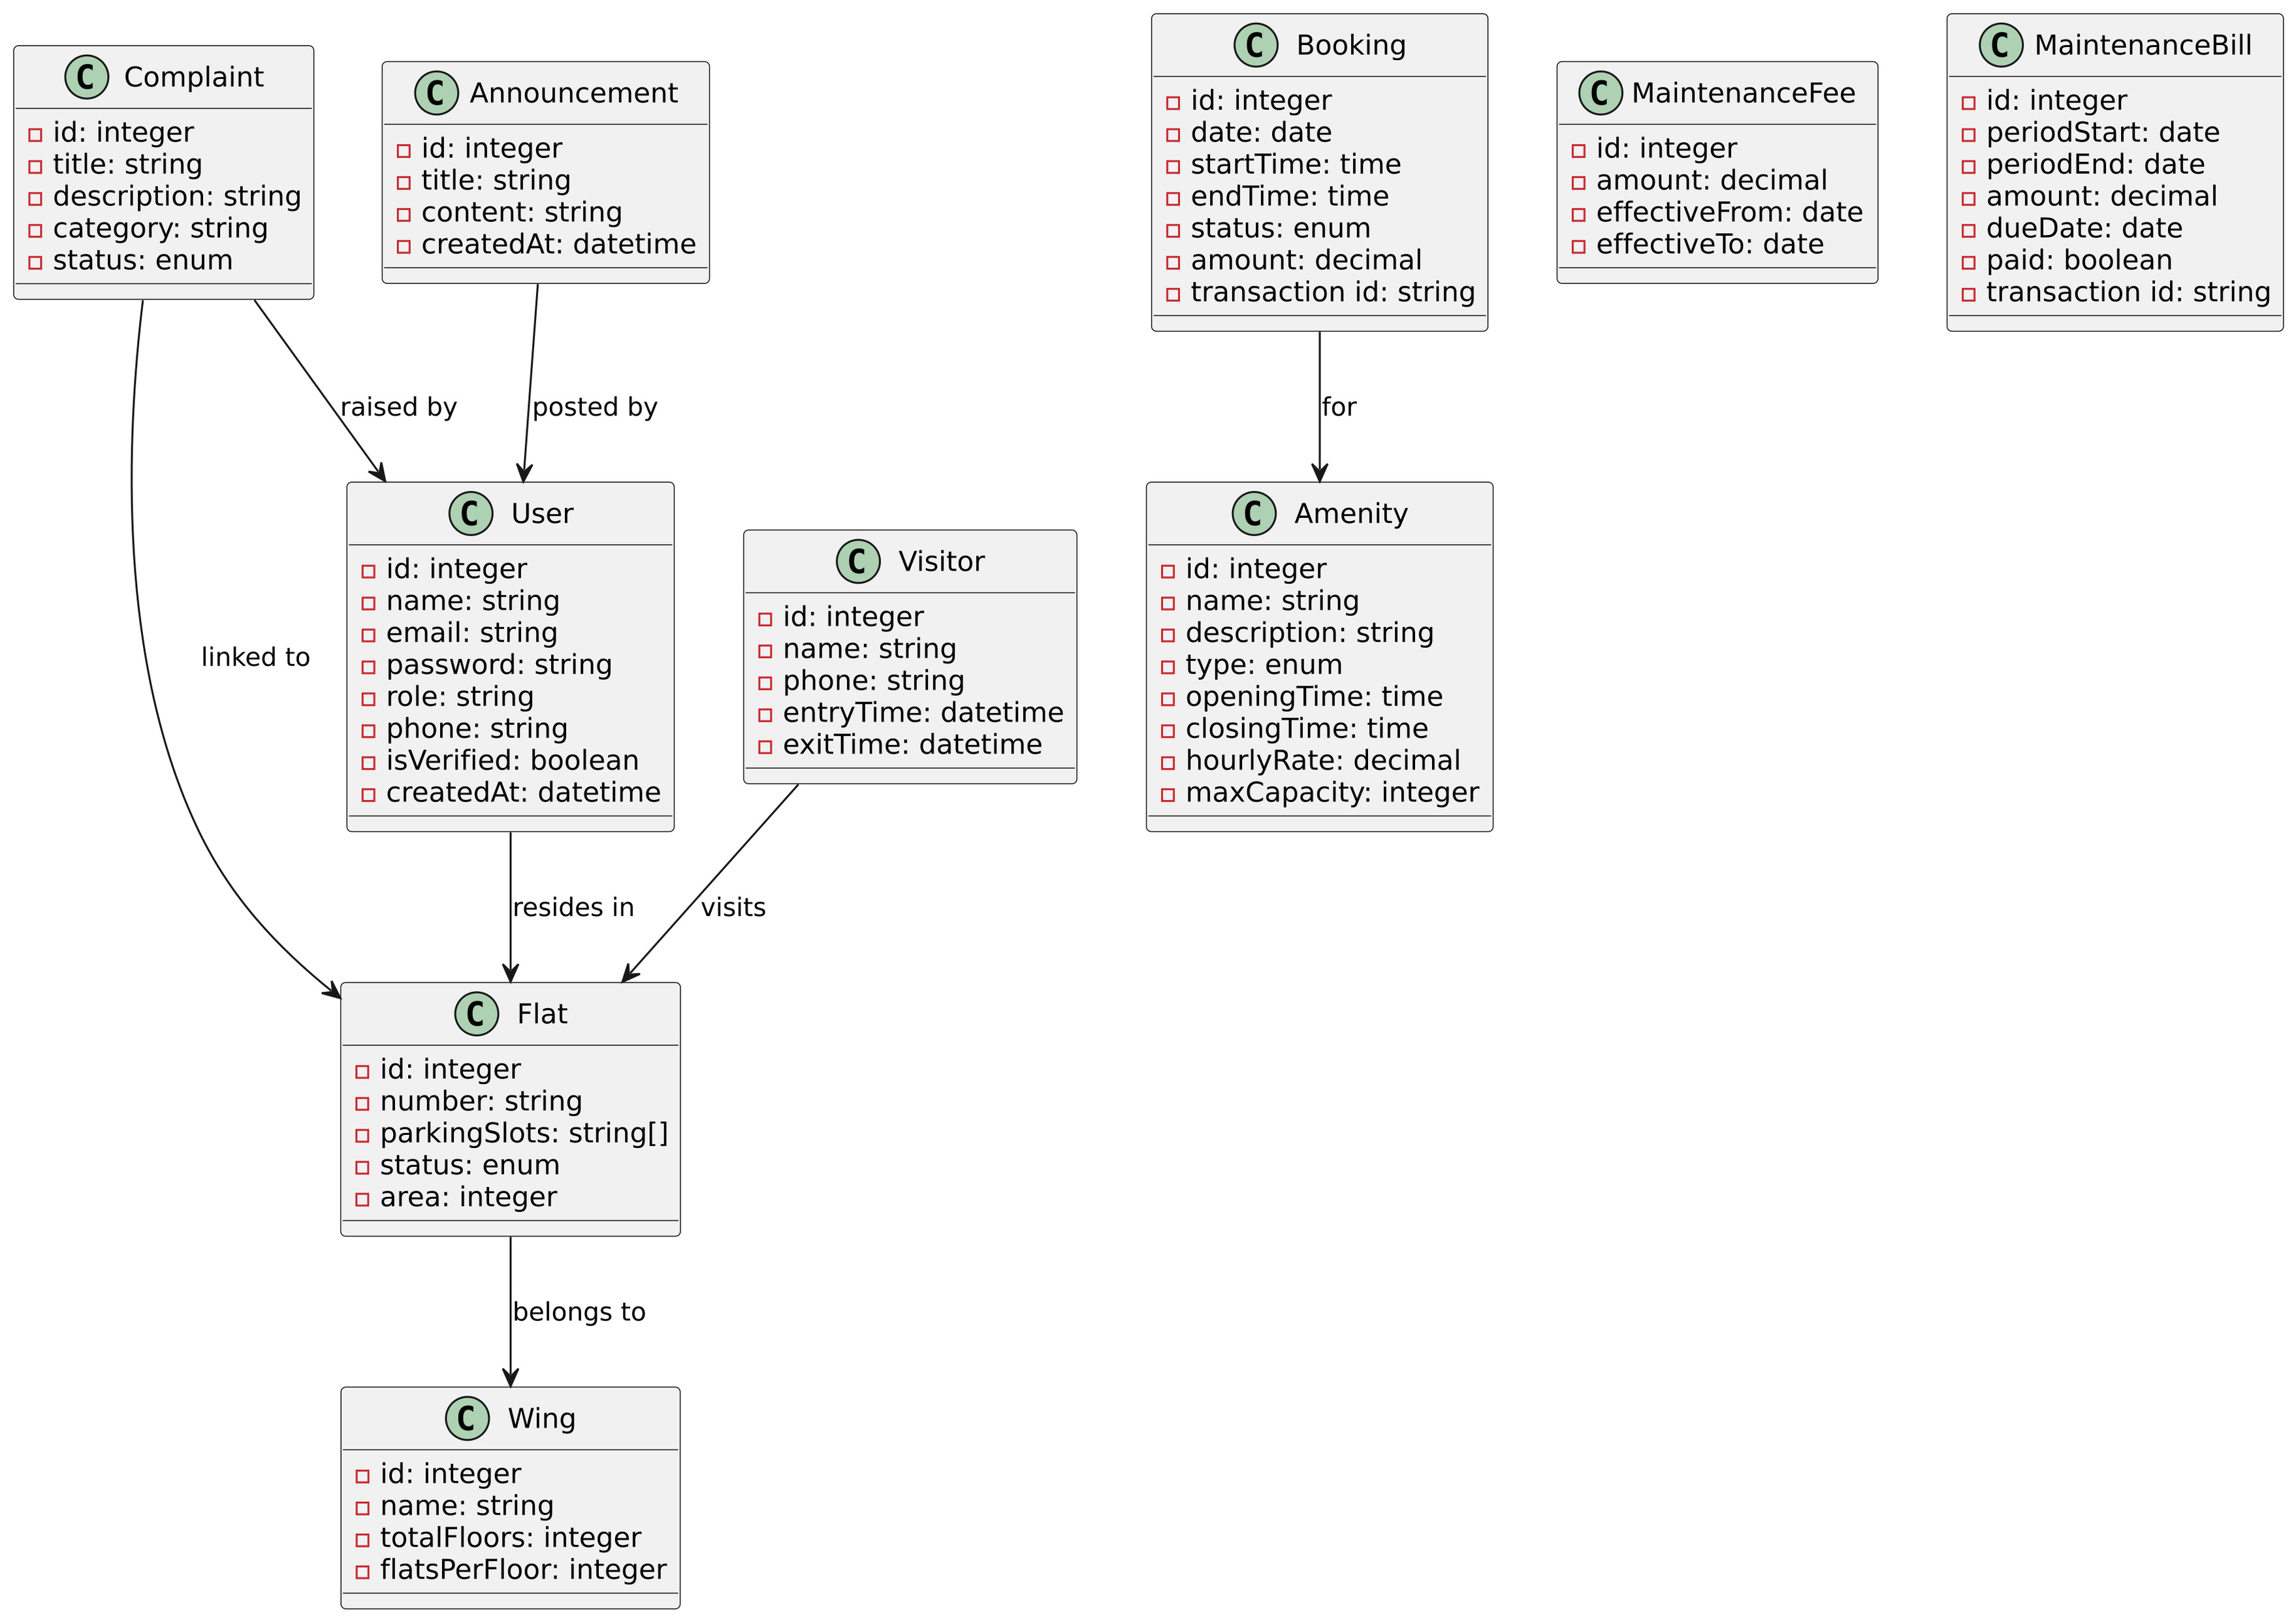 C Complaint
id: integer
title: string
description: string
category: string
status: enum
C Announcement
id: integer
title: string
content: string
createdAt: datetime
C Booking
id: integer
date: date
startTime: time
endTime: time
status: enum
amount: decimal
transaction id: string
C MaintenanceFee
id: integer
amount: decimal
effectiveFrom: date
effectiveTo: date
C MaintenanceBill
id: integer
periodStart: date
periodEnd: date
amount: decimal
dueDate: date
paid: boolean
transaction id: string
raised by
posted by
for
linked to
C User
id: integer
name: string
email: string
password: string
role: string
phone: string
isVerified: boolean
createdAt: datetime
C Visitor
id: integer
name: string
phone: string
entryTime: datetime
exitTime: datetime
C Amenity
id: integer
name: string
description: string
type: enum
openingTime: time
closingTime: time
hourlyRate: decimal
maxCapacity: integer
resides in
visits
C Flat
id: integer
number: string
parkingSlots: string[]
status: enum
area: integer
belongs to
C Wing
id: integer
name: string
totalFloors: integer
flatsPerFloor: integer